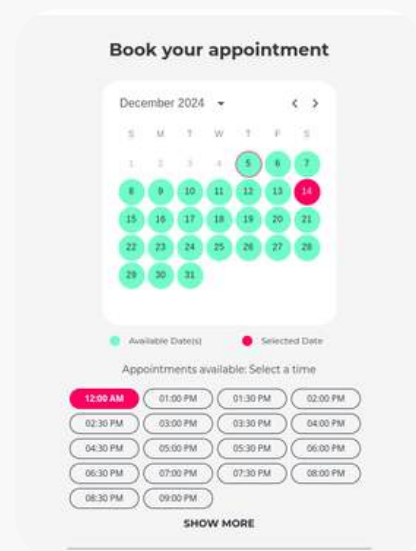 Book your appointment
December 2024
S M T W T F S
1 2 3 4 5 6 7
8 9 10 11 12 13 14
15 16 17 18 19 20 21
22 23 24 25 26 27 28
29 30 31
Available Date(s) Selected Date
Appointments available: Select a time
12:00 AM 01:00 PM 01:30 PM 02:00 PM
02:30 PM 03:00 PM 03:30 PM 04:00 PM
04:30 PM 05:00 PM 05:30 PM 06:00 PM
06:30 PM 07:00 PM 07:30 PM 08:00 PM
08:30 PM 09:00 PM
SHOW MORE